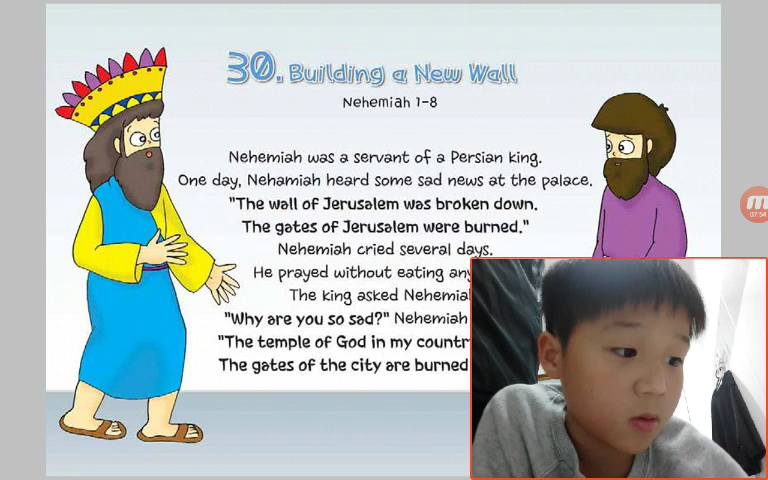 30. Building a New Wall
Nehemiah 1-8
Nehemiah was a servant of a Persian king.
One day, Nehamiah heard some sad news at the palace.
"The wall of Jerusalem was broken down.
The gates of Jerusalem were burned."
Nehemiah cried several days.
He prayed without eating
The king asked
"Why are you so sad?" Nehemiah
"The temple of God in my
The gates of the city are burned
07:54